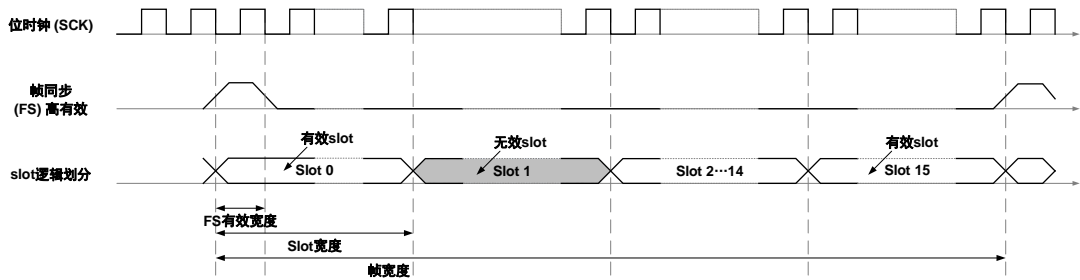 位时钟 (SCK)
帧同步
(FS) 高有效
有效slot
无效slot
有效slot
slot逻辑划分
Slot 0
Slot 1
Slot 2…14
Slot 15
FS有效宽度
Slot宽度
帧宽度